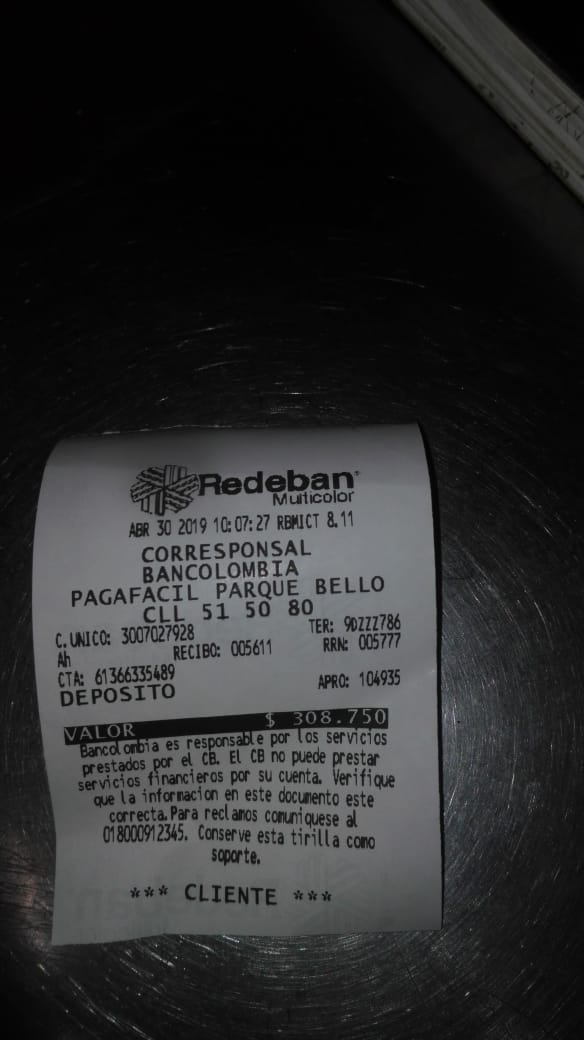 Redeban
Multicolor
ABR 30 2019 10:07:27 RBMICT 8.11
CORRESPONSAL
BANCOLOMBIA
PAGAFACIL PARQUE BELLO
CLL 51 50 80
C. UNICO: 3007027928 TER: 9DZZZ786
Ah RECIBO: 005611 RRN: 005777
CTA: 61366335489 APRO: 104935
DEPOSITO
VALOR $ 308.750
Bancolombia es responsable por los servicios
prestados por el CB. El CB no puede prestar
servicios financieros por su cuenta. Verifique
que la informacion en este documento este
correcta.Para reclamos comuniquese al
018000912345. Conserve esta tirilla como
soporte.
*** CLIENTE ***